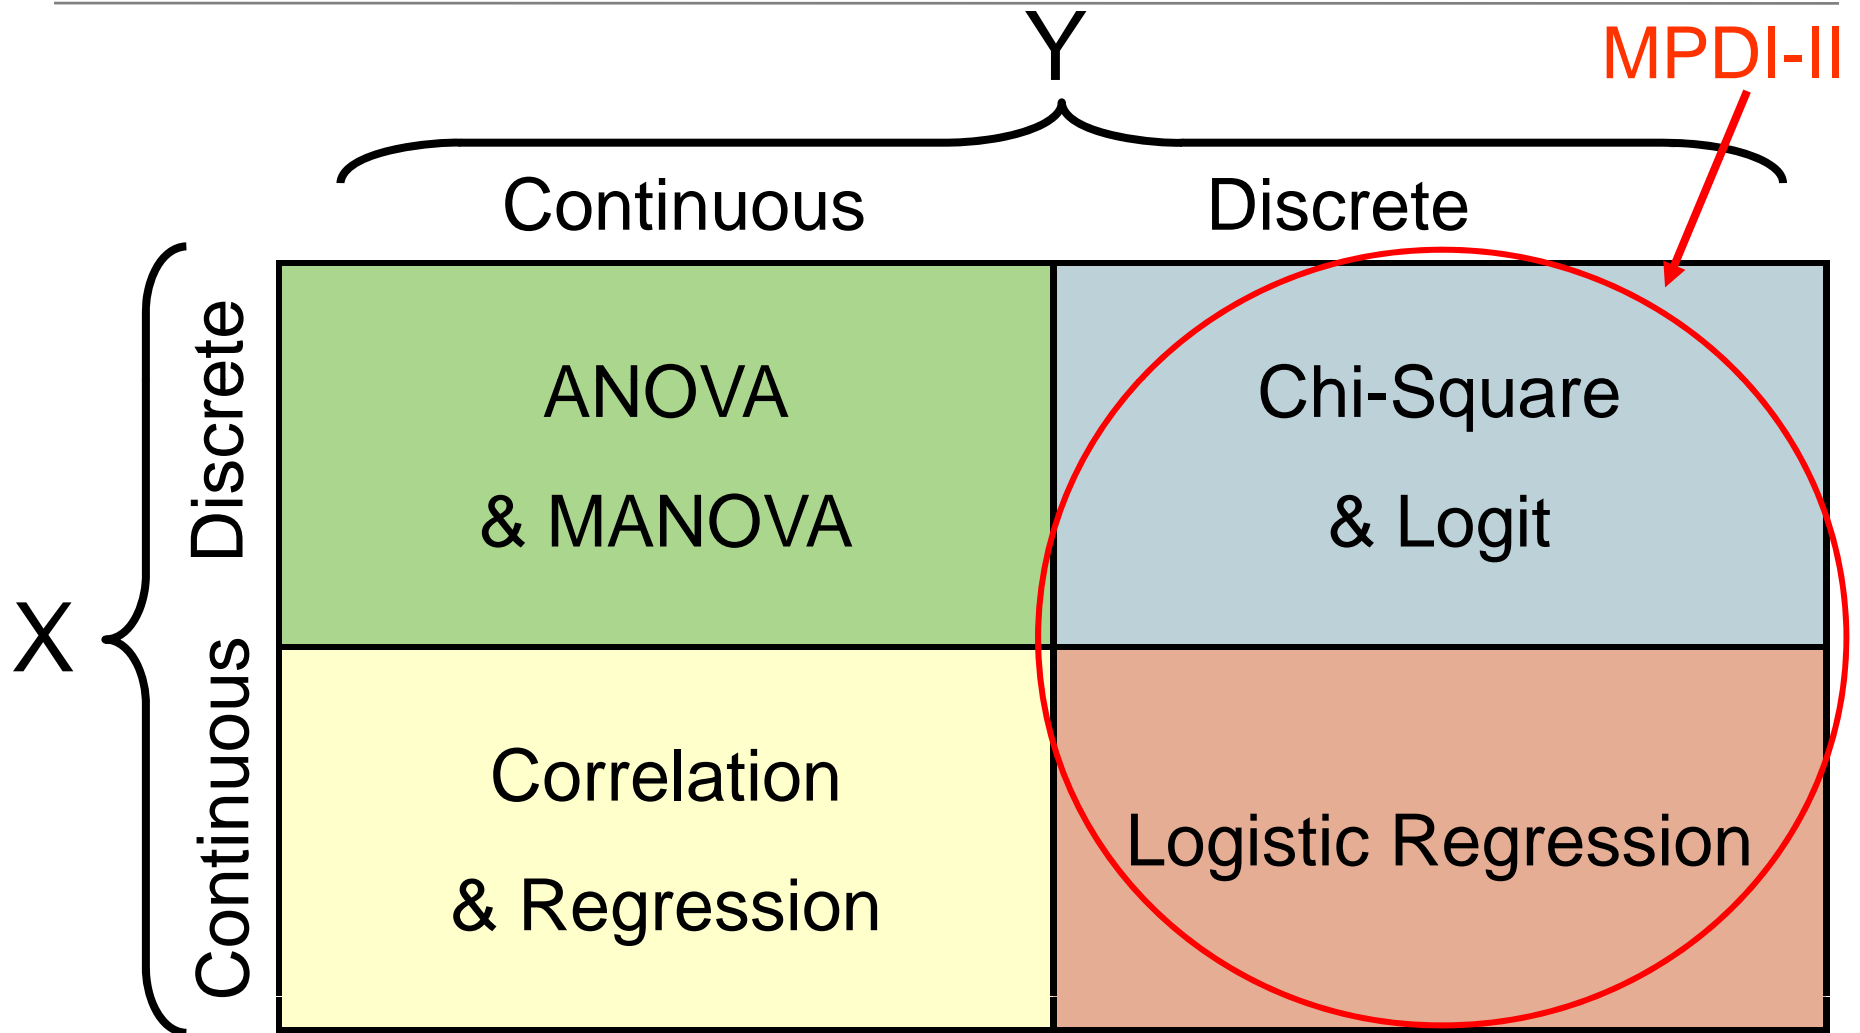 Y
MPDI-II
Continuous
Discrete
X
Discrete
Continuous
ANOVA
& MANOVA
Chi-Square
& Logit
Correlation
& Regression
Logistic Regression